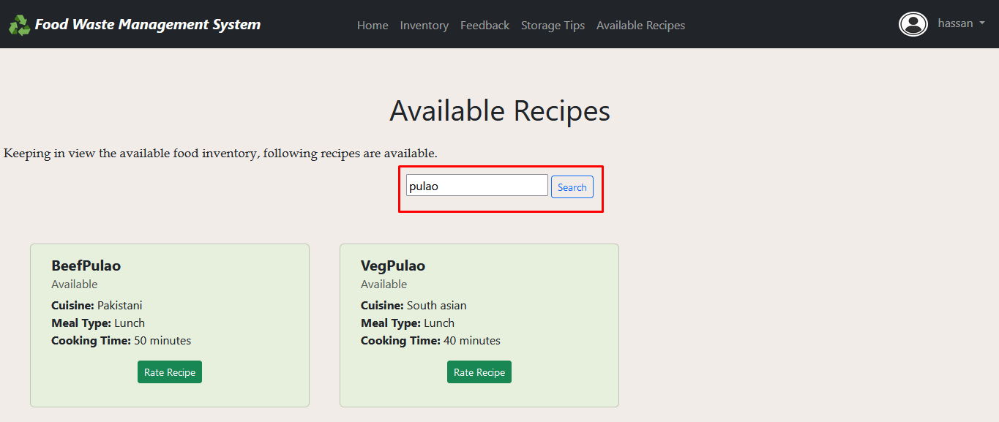 Food Waste Management System
Home Inventory Feedback Storage Tips Available Recipes
hassan
Available Recipes
Keeping in view the available food inventory, following recipes are available.
pulao Search
BeefPulao
Available
Cuisine: Pakistani
Meal Type: Lunch
Cooking Time: 50 minutes
Rate Recipe
VegPulao
Available
Cuisine: South asian
Meal Type: Lunch
Cooking Time: 40 minutes
Rate Recipe